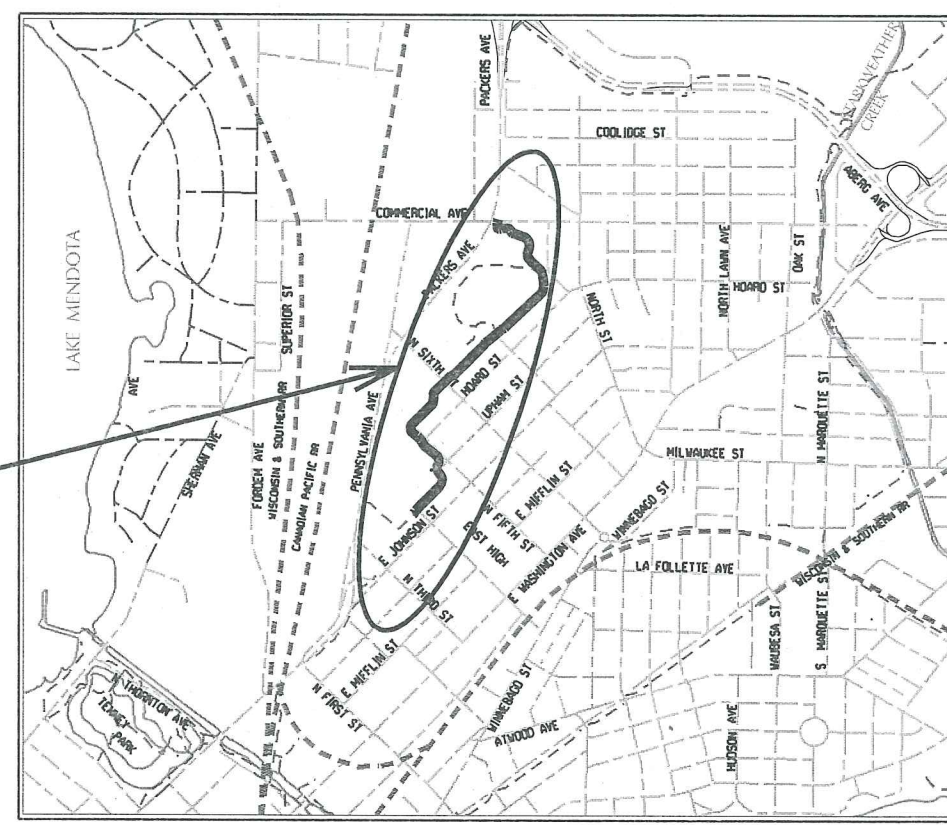 PACKERS AVE
STARKWEATHER
CREEK
COOLIDGE ST
ABERG AVE
COMMERCIAL AVE
LAKE MENDOTA
PACKERS AVE
NORTH LAWN AVE
OAK ST
HOARD ST
SUPERIOR ST
NORTH ST
N SIXTH
HOARD ST
UPHAM ST
AVE
SHERMAN AVE
FORDEM AVE
WISCONSIN & SOUTHERN RR
CANADIAN PACIFIC RR
PENNSYLVANIA AVE
N MARQUETTE ST
MILWAUKEE ST
E. MIFFLIN ST
N FIFTH ST
EAST HIGH
E WASHINGTON AVE
WINNEBAGO ST
E. JOHNSON ST
LA FOLLETTE AVE
WISCONSIN & SOUTHERN RR
N THIRD ST
WAUBESA ST
S MARQUETTE ST
E MIFFLIN ST
N FIRST ST
WINNEBAGO ST
N THORNTON AVE
TENNEY
PARK
ATWOOD AVE
HUDSON AVE